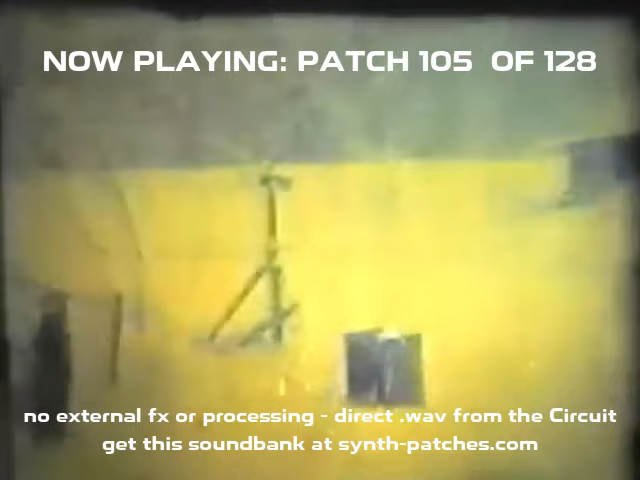 NOW PLAYING: PATCH 105 OF 128
no external fx or processing - direct .wav from the Circuit
get this soundbank at synth-patches.com